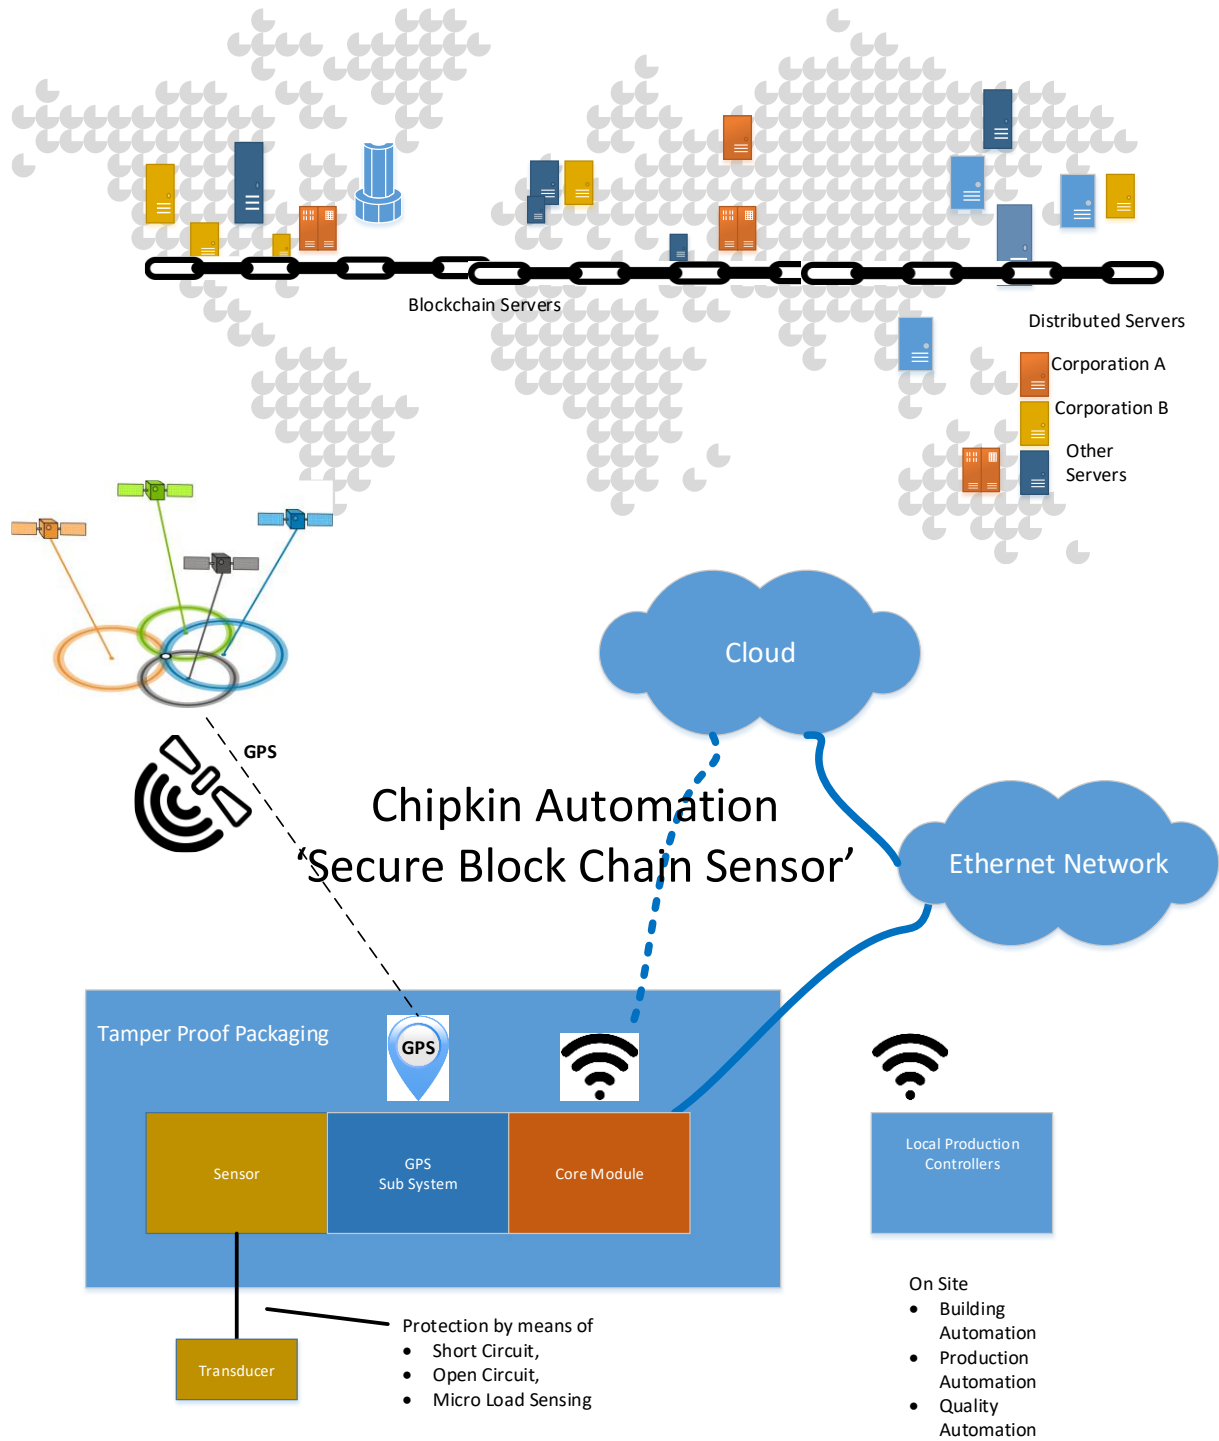 Blockchain Servers
Distributed Servers
Corporation A
Corporation B
Other
Servers
Cloud
GPS
Chipkin Automation
‘Secure Block Chain Sensor’
Ethernet Network
Tamper Proof Packaging
GPS
Sensor
GPS
Sub System
Core Module
Local Production
Controllers
Transducer
Protection by means of
• Short Circuit,
• Open Circuit,
• Micro Load Sensing
On Site
• Building
Automation
• Production
Automation
• Quality
Automation